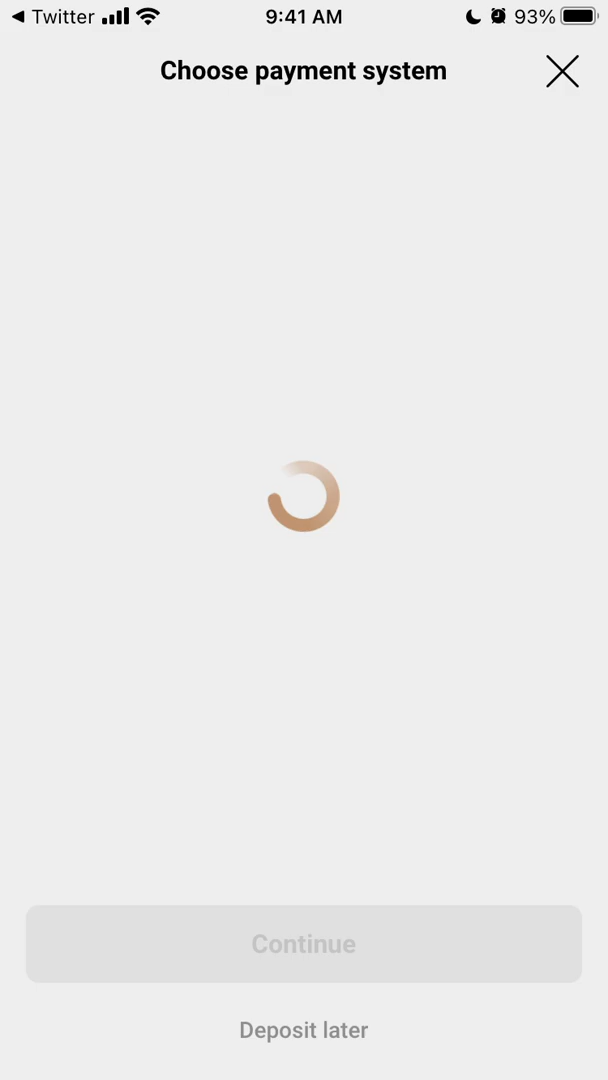 Twitter 9:41 AM 93%
Choose payment system
Continue
Deposit later